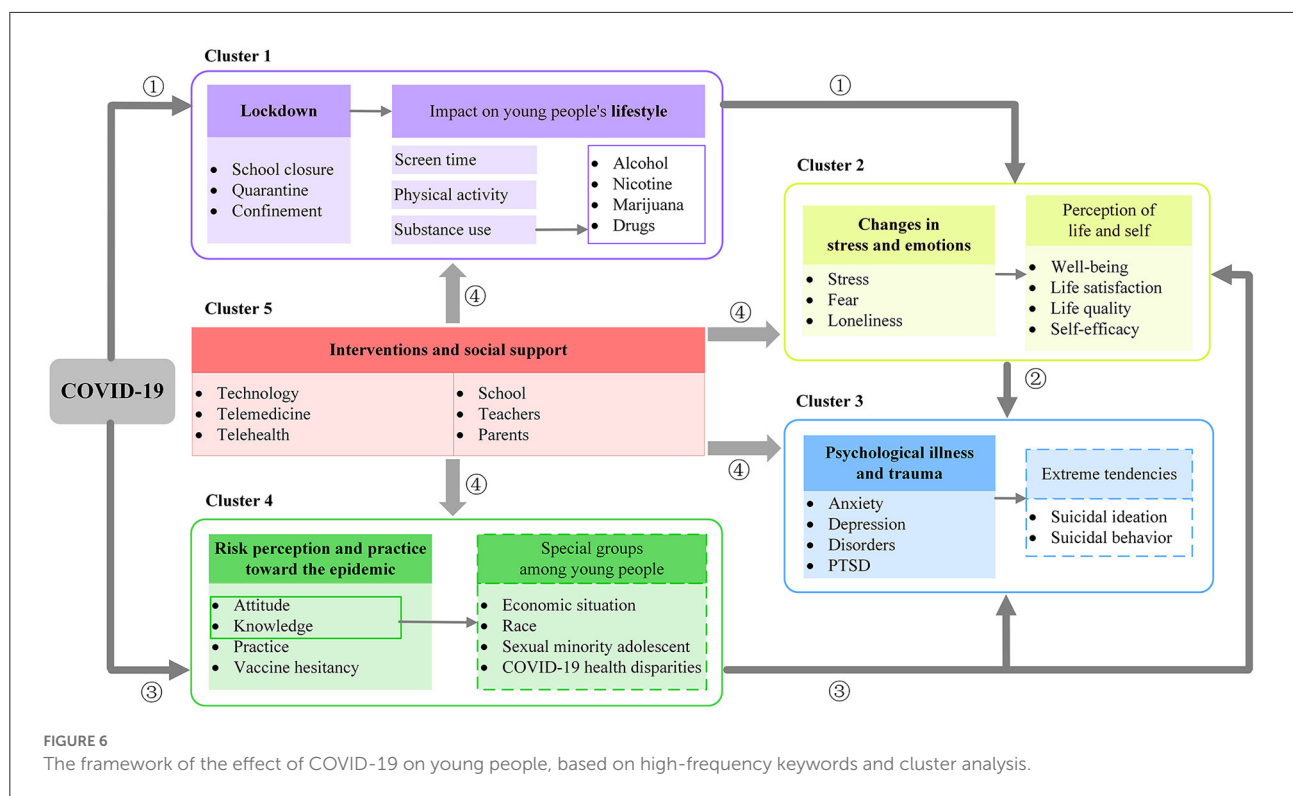 Cluster 1
①
①
Lockdown
Impact on young people's lifestyle
• School closure
• Quarantine
• Confinement
Screen time
Physical activity
Substance use
• Alcohol
• Nicotine
• Marijuana
• Drugs
Cluster 2
Changes in
stress and emotions
• Stress
• Fear
• Loneliness
Perception of
life and self
• Well-being
• Life satisfaction
• Life quality
• Self-efficacy
④
Cluster 5
④
Interventions and social support
• Technology
• Telemedicine
• Telehealth
• School
• Teachers
• Parents
COVID-19
②
④
④
Cluster 3
Psychological illness
and trauma
• Anxiety
• Depression
• Disorders
• PTSD
Extreme tendencies
• Suicidal ideation
• Suicidal behavior
Cluster 4
Risk perception and practice
toward the epidemic
• Attitude
• Knowledge
• Practice
• Vaccine hesitancy
Special groups
among young people
• Economic situation
• Race
• Sexual minority adolescent
• COVID-19 health disparities
③
③
FIGURE 6
The framework of the effect of COVID-19 on young people, based on high-frequency keywords and cluster analysis.